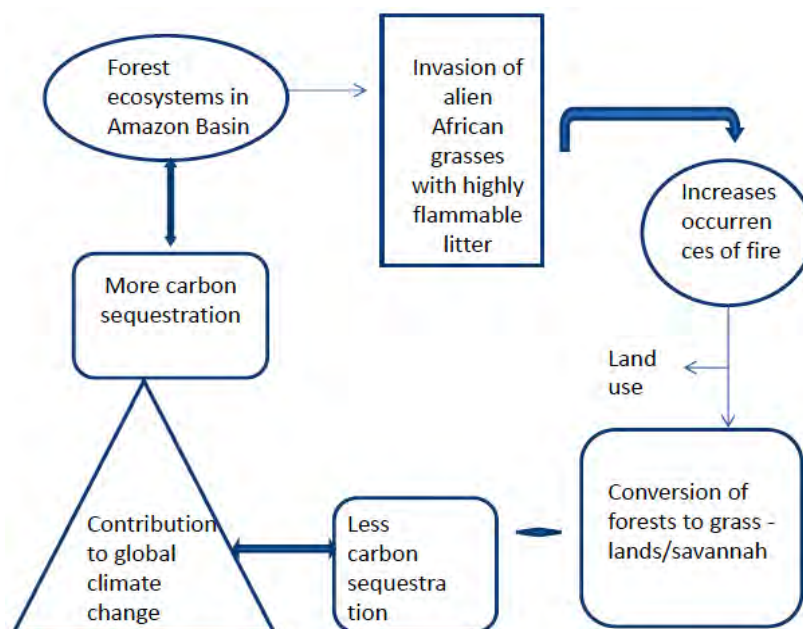 Forest
ecosystems in
Amazon Basin
Invasion of
alien
African
grasses
with highly
flammable
litter
Increases
occurren
ces of fire
More carbon
sequestration
Land
use
Conversion of
forests to grass -
lands/savannah
Less
carbon
sequestra
tion
Contribution
to global
climate
change